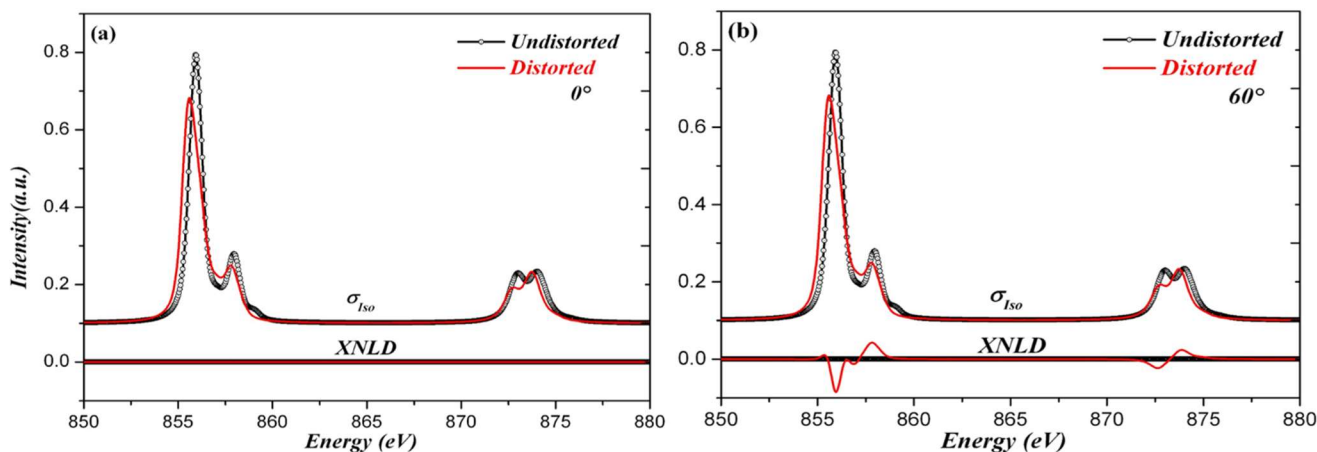 (a)
Undistorted
Distorted
0°
0.8
0.6
0.4
0.2
0.0
σIso
XNLD
850 855 860 865 870 875 880
Energy (eV)
Intensity(a.u.)
(b)
Undistorted
Distorted
60°
0.8
0.6
0.4
0.2
0.0
σIso
XNLD
850 855 860 865 870 875 880
Energy (eV)